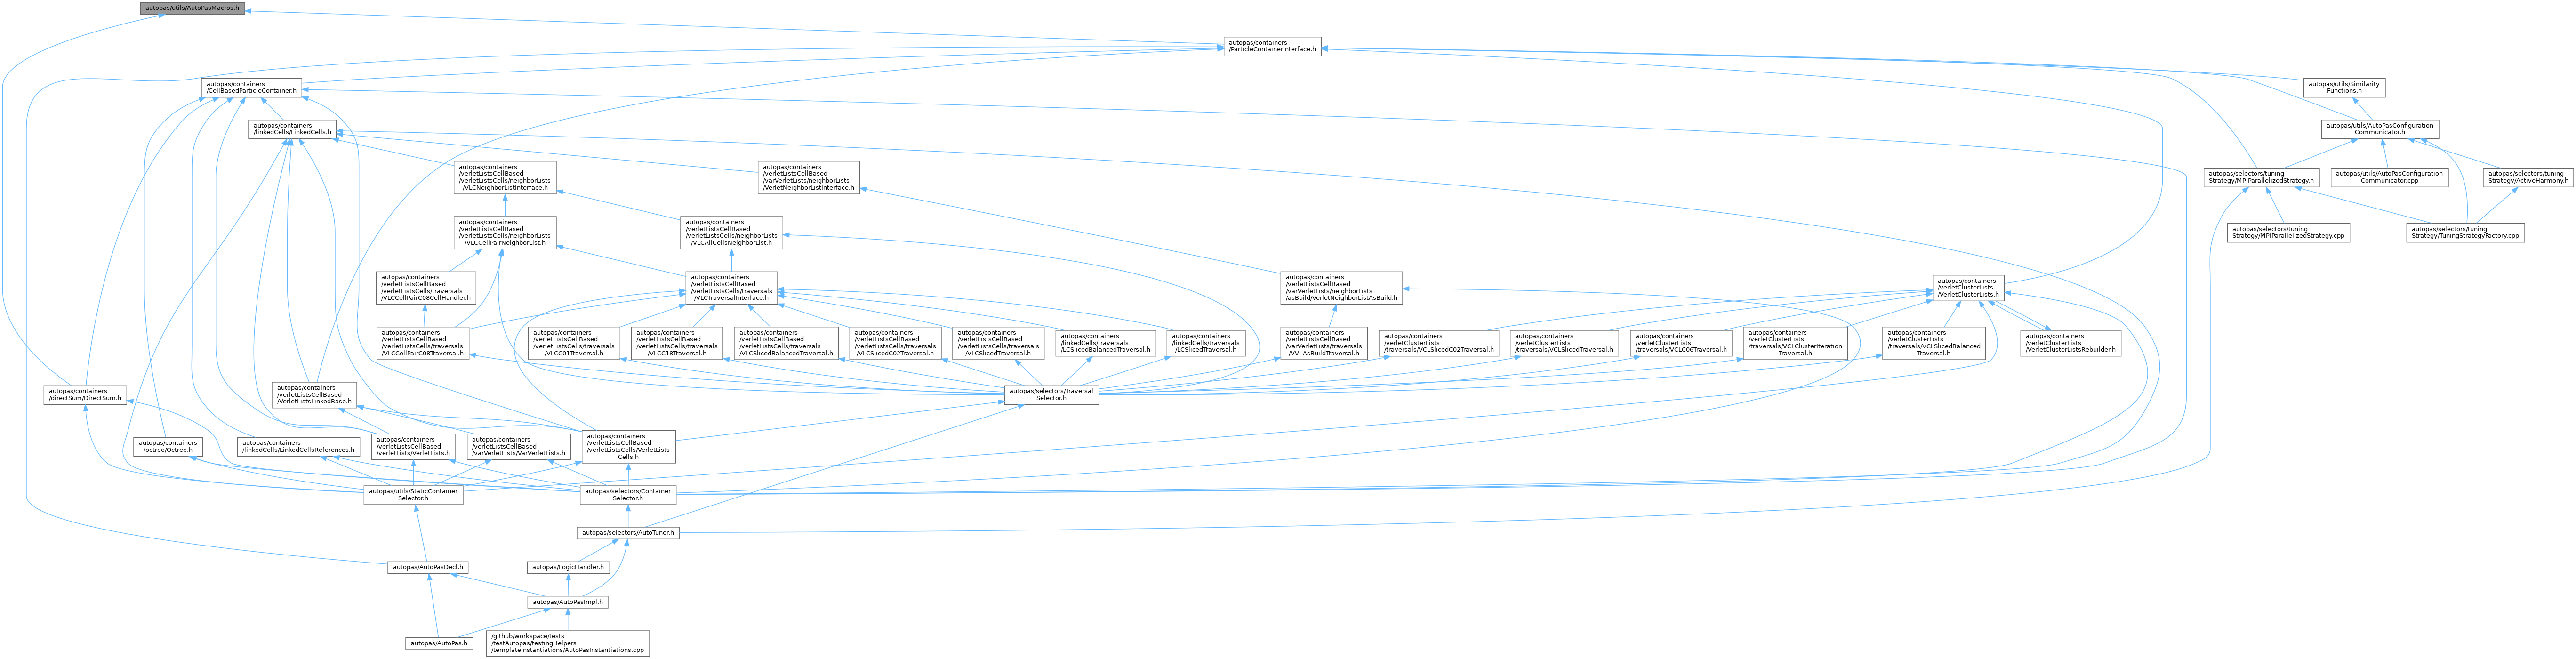 autopas/utils/AutoPasMacros.h
autopas/containers
/ParticleContainerInterface.h
autopas/containers
/CellBasedParticleContainer.h
autopas/utils/Similarity
Functions.h
autopas/containers
/linkedCells/LinkedCells.h
autopas/utils/AutoPasConfiguration
Communicator.h
autopas/containers
/verletListsCellBased
/verletListsCells/neighborLists
/VLCNeighborListInterface.h
autopas/containers
/verletListsCellBased
/varVerletLists/neighborLists
/VerletNeighborListInterface.h
autopas/selectors/tuning
Strategy/MPIParallelizedStrategy.h
autopas/utils/AutoPasConfiguration
Communicator.cpp
autopas/selectors/tuning
Strategy/ActiveHarmony.h
autopas/containers
/verletListsCellBased
/verletListsCells/neighborLists
/VLCCellPairNeighborList.h
autopas/containers
/verletListsCellBased
/verletListsCells/neighborLists
/VLCAllCellsNeighborList.h
autopas/selectors/tuning
Strategy/MPIParallelizedStrategy.cpp
autopas/selectors/tuning
Strategy/TuningStrategyFactory.cpp
autopas/containers
/verletListsCellBased
/verletListsCells/traversals
/VLCCellPairC08CellHandler.h
autopas/containers
/verletListsCellBased
/verletListsCells/traversals
/VLCTraversalInterface.h
autopas/containers
/verletListsCellBased
/varVerletLists/neighborLists
/asBuild/VerletNeighborListAsBuild.h
autopas/containers
/verletClusterLists
/VerletClusterLists.h
autopas/containers
/verletListsCellBased
/verletListsCells/traversals
/VLCCellPairC08Traversal.h
autopas/containers
/verletListsCellBased
/verletListsCells/traversals
/VLCC01Traversal.h
autopas/containers
/verletListsCellBased
/verletListsCells/traversals
/VLCC18Traversal.h
autopas/containers
/verletListsCellBased
/verletListsCells/traversals
/VLCSlicedBalancedTraversal.h
autopas/containers
/verletListsCellBased
/verletListsCells/traversals
/VLCSlicedC02Traversal.h
autopas/containers
/verletListsCellBased
/verletListsCells/traversals
/VLCSlicedTraversal.h
autopas/containers
/linkedCells/traversals
/LCSlicedBalancedTraversal.h
autopas/containers
/linkedCells/traversals
/LCSlicedTraversal.h
autopas/containers
/verletListsCellBased
/varVerletLists/traversals
/VVLAsBuildTraversal.h
autopas/containers
/verletClusterLists
/traversals/VCLSlicedC02Traversal.h
autopas/containers
/verletClusterLists
/traversals/VCLSlicedTraversal.h
autopas/containers
/verletClusterLists
/traversals/VCLC06Traversal.h
autopas/containers
/verletClusterLists
/traversals/VCLClusterIteration
Traversal.h
autopas/containers
/verletClusterLists
/traversals/VCLSlicedBalanced
Traversal.h
autopas/containers
/verletClusterLists
/VerletClusterListsRebuilder.h
autopas/containers
/directSum/DirectSum.h
autopas/containers
/verletListsCellBased
/VerletListsLinkedBase.h
autopas/selectors/Traversal
Selector.h
autopas/containers
/octree/Octree.h
autopas/containers
/linkedCells/LinkedCellsReferences.h
autopas/containers
/verletListsCellBased
/verletLists/VerletLists.h
autopas/containers
/verletListsCellBased
/varVerletLists/VarVerletLists.h
autopas/containers
/verletListsCellBased
/verletListsCells/VerletLists
Cells.h
autopas/utils/StaticContainer
Selector.h
autopas/selectors/Container
Selector.h
autopas/selectors/AutoTuner.h
autopas/AutoPasDecl.h
autopas/LogicHandler.h
autopas/AutoPasImpl.h
autopas/AutoPas.h
/github/workspace/tests
/testAutopas/testingHelpers
/templateInstantiations/AutoPasInstantiations.cpp